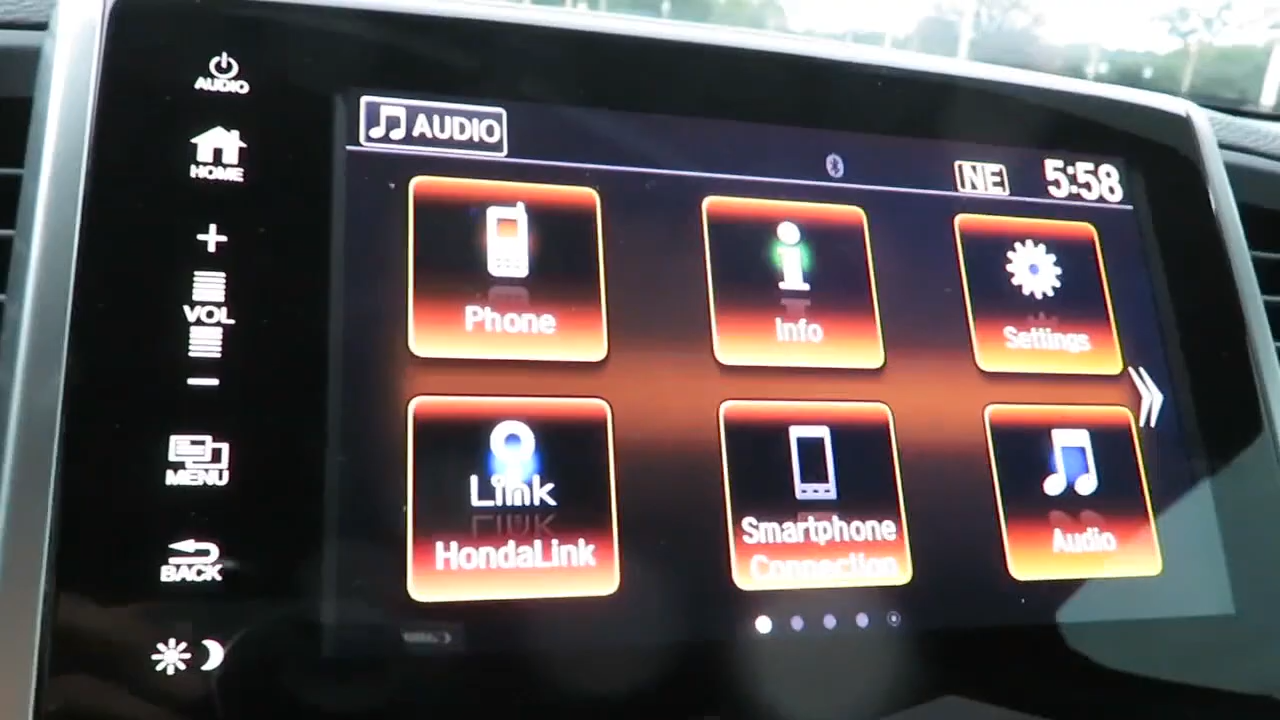 AUDIO
HOME
VOL
MENU
BACK
AUDIO
NE 5:58
Phone
Info
Settings
Link
HondaLink
Smartphone
Connection
Audio